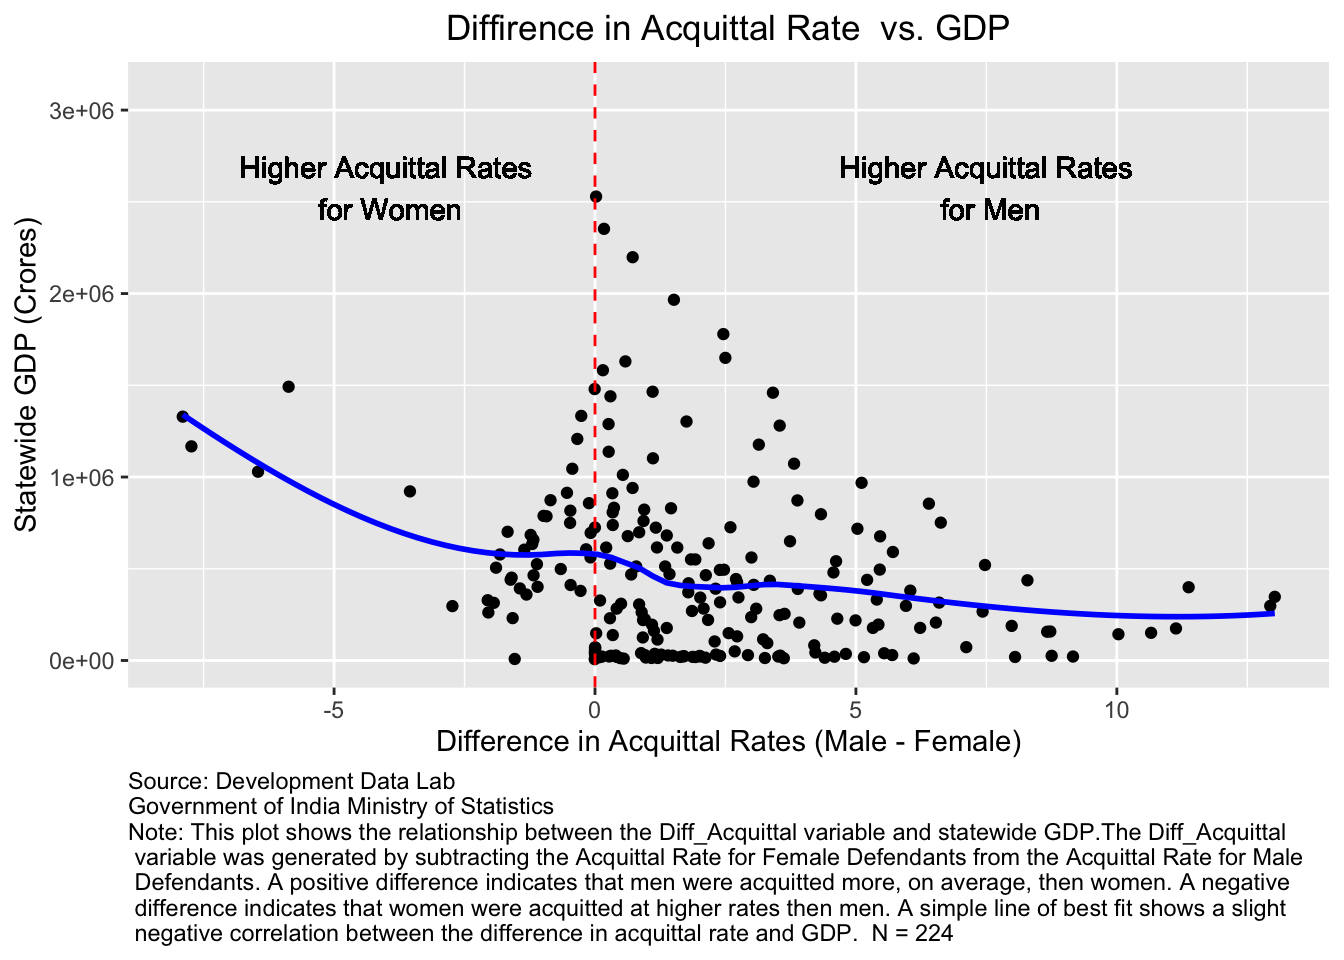 Diffirence in Acquittal Rate  vs. GDP
3e+06
Higher Acquittal Rates
for Women
Higher Acquittal Rates
for Men
2e+06
Statewide GDP (Crores)
1e+06
0e+00
-5
0
5
10
Difference in Acquittal Rates (Male - Female)
Source: Development Data Lab
Government of India Ministry of Statistics
Note: This plot shows the relationship between the Diff_Acquittal variable and statewide GDP.The Diff_Acquittal
variable was generated by subtracting the Acquittal Rate for Female Defendants from the Acquittal Rate for Male
Defendants. A positive difference indicates that men were acquitted more, on average, then women. A negative
difference indicates that women were acquitted at higher rates then men. A simple line of best fit shows a slight
negative correlation between the difference in acquittal rate and GDP.  N = 224